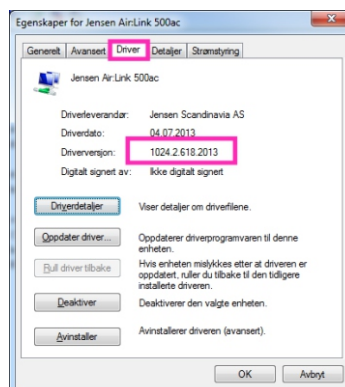 Egenskaper for Jensen Air:Link 500ac
Generelt Avansert Driver Detaljer Strømstyring
Jensen Air:Link 500ac
Driverleverandør: Jensen Scandinavia AS
Driverdato: 04.07.2013
Driverversjon: 1024.2.618.2013
Digitalt signert av: Ikke digitalt signert
Driverdetaljer Viser detaljer om driverfilene.
Oppdater driver... Oppdaterer driverprogramvaren til denne
enheten.
Rull driver tilbake Hvis enheten mislykkes etter at driveren er
oppdatert, ruller du tilbake til den tidligere
installerte driveren.
Deaktiver Deaktiverer den valgte enheten.
Avinstaller Avinstallerer driveren (avansert).
OK Avbryt